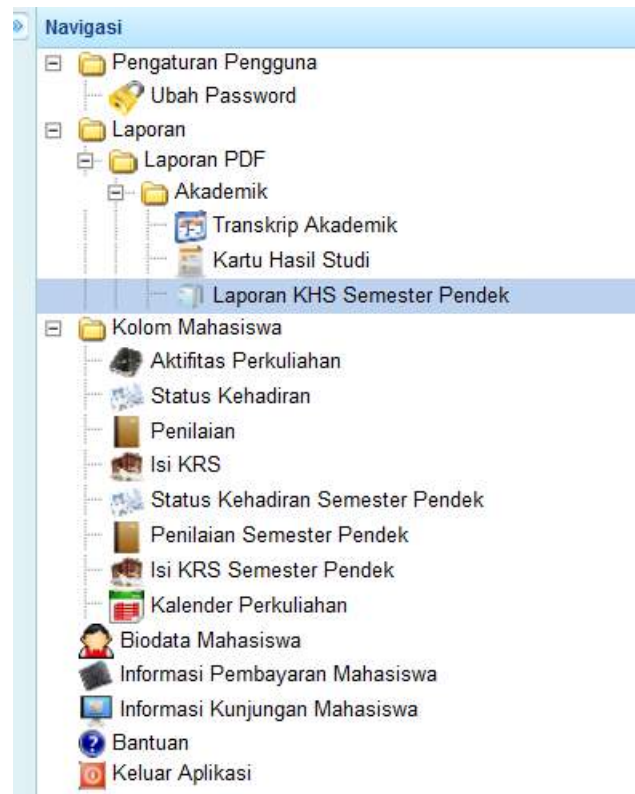 Navigasi
Pengaturan Pengguna
Ubah Password
Laporan
Laporan PDF
Akademik
Transkrip Akademik
Kartu Hasil Studi
Laporan KHS Semester Pendek
Kolom Mahasiswa
Aktifitas Perkuliahan
Status Kehadiran
Penilaian
Isi KRS
Status Kehadiran Semester Pendek
Penilaian Semester Pendek
Isi KRS Semester Pendek
Kalender Perkuliahan
Biodata Mahasiswa
Informasi Pembayaran Mahasiswa
Informasi Kunjungan Mahasiswa
Bantuan
Keluar Aplikasi